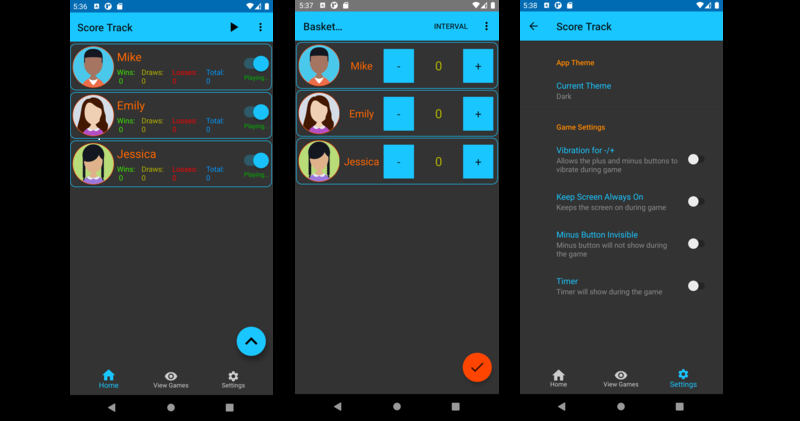 5:36
Score Track
Mike
Wins: Draws: Losses: Total:
0 0 0 0
Playing..
Emily
Wins: Draws: Losses: Total:
0 0 0 0
Playing..
Jessica
Wins: Draws: Losses: Total:
0 0 0 0
Playing..
Home View Games Settings
5:37
Basket... INTERVAL
Mike - 0 +
Emily - 0 +
Jessica - 0 +
5:38
Score Track
App Theme
Current Theme
Dark
Game Settings
Vibration for -/+
Allows the plus and minus buttons to
vibrate during game
Keep Screen Always On
Keeps the screen on during game
Minus Button Invisible
Minus button will not show during
the game
Timer
Timer will show during the game
Home View Games Settings